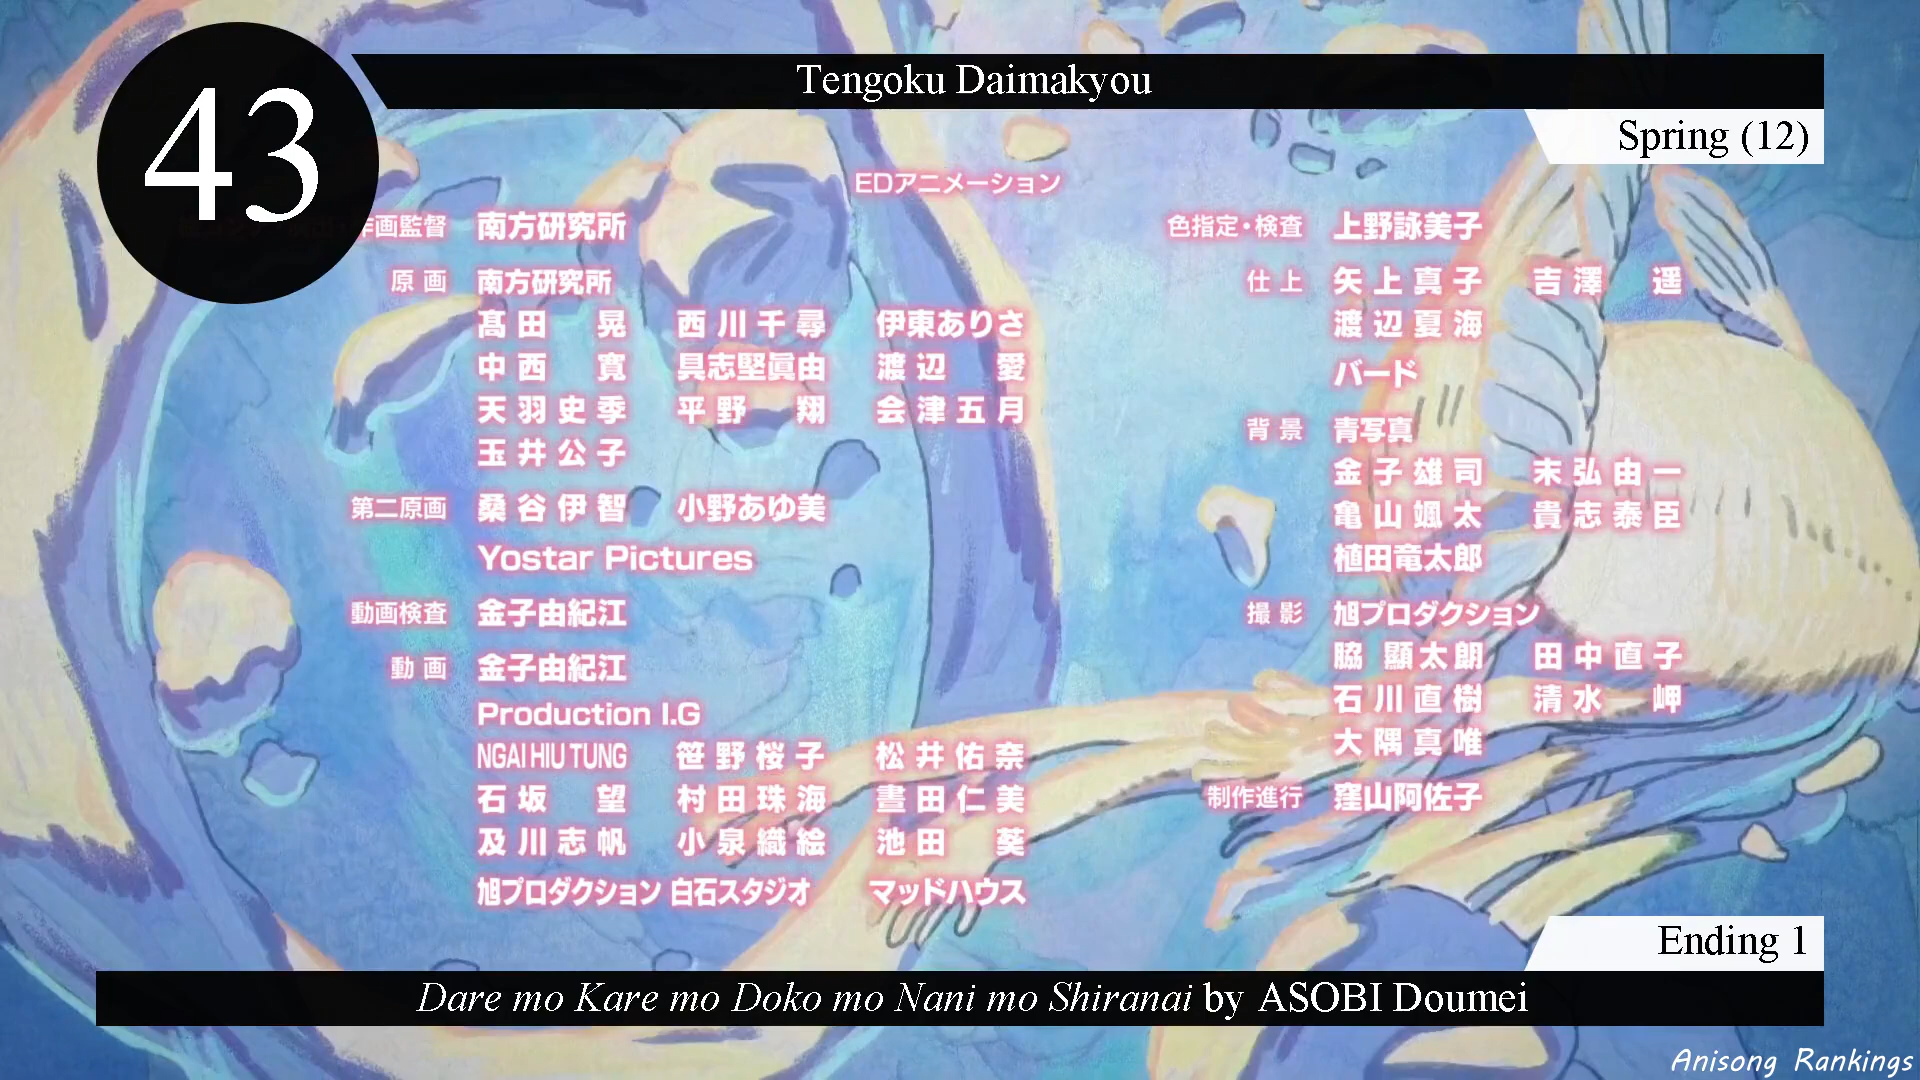 43
Tengoku Daimakyou
Spring (12)
EDアニメーション
作画監督 南方研究所
原画 南方研究所
髙田 晃 西川千尋 伊東ありさ
中西 寛 具志堅眞由 渡辺 愛
天羽史季 平野 翔 会津五月
玉井公子
第二原画 桑谷伊智 小野あゆ美
Yostar Pictures
動画検査 金子由紀江
動画 金子由紀江
Production I.G
NGAI HIU TUNG 笹野桜子 松井佑奈
石坂 望 村田珠海 晝田仁美
及川志帆 小泉織絵 池田 葵
旭プロダクション 白石スタジオ マッドハウス
色指定・検査 上野詠美子
仕上 矢上真子 吉澤 遥
渡辺夏海
バード
背景 青写真
金子雄司 末弘由一
亀山颯太 貴志泰臣
植田竜太郎
撮影 旭プロダクション
脇 顯太朗 田中直子
石川直樹 清水 岬
大隅真唯
制作進行 窪山阿佐子
Ending 1
Dare mo Kare mo Doko mo Nani mo Shiranai by ASOBI Doumei
Anisong Rankings